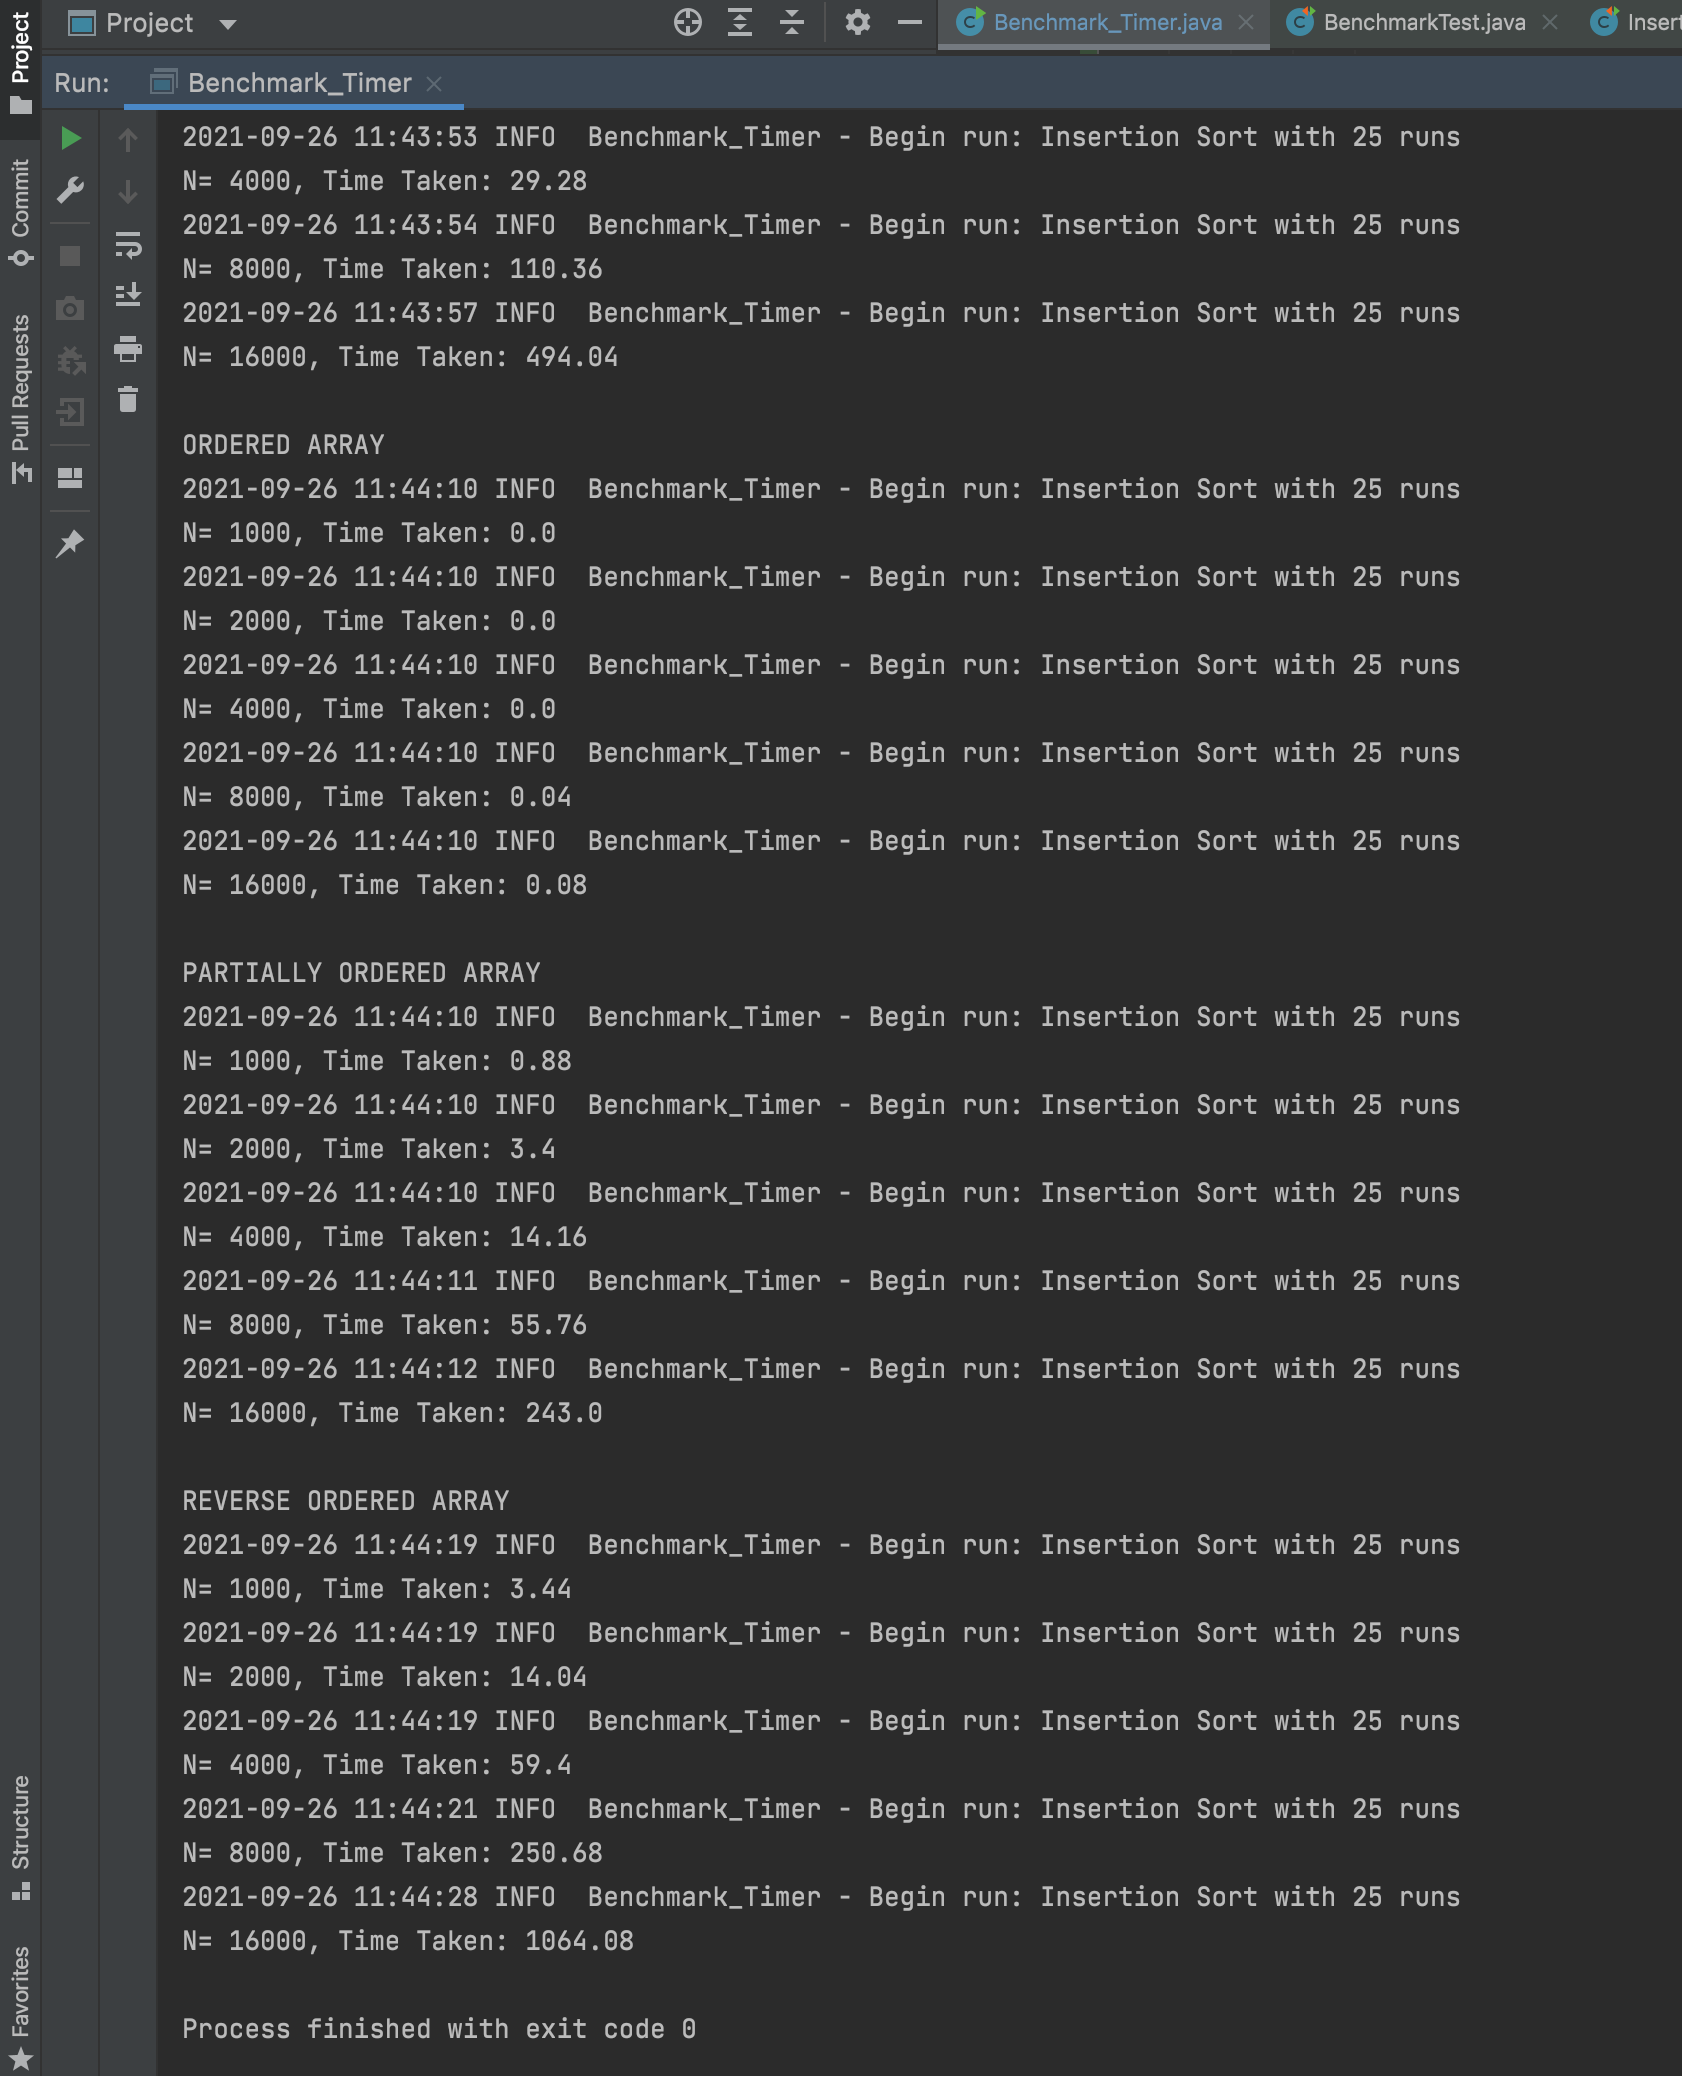 Project
Benchmark_Timer.java
BenchmarkTest.java
Insert
Run:
Benchmark_Timer
Project
Commit
Pull Requests
Structure
Favorites
2021-09-26 11:43:53 INFO  Benchmark_Timer - Begin run: Insertion Sort with 25 runs
N= 4000, Time Taken: 29.28
2021-09-26 11:43:54 INFO  Benchmark_Timer - Begin run: Insertion Sort with 25 runs
N= 8000, Time Taken: 110.36
2021-09-26 11:43:57 INFO  Benchmark_Timer - Begin run: Insertion Sort with 25 runs
N= 16000, Time Taken: 494.04
ORDERED ARRAY
2021-09-26 11:44:10 INFO  Benchmark_Timer - Begin run: Insertion Sort with 25 runs
N= 1000, Time Taken: 0.0
2021-09-26 11:44:10 INFO  Benchmark_Timer - Begin run: Insertion Sort with 25 runs
N= 2000, Time Taken: 0.0
2021-09-26 11:44:10 INFO  Benchmark_Timer - Begin run: Insertion Sort with 25 runs
N= 4000, Time Taken: 0.0
2021-09-26 11:44:10 INFO  Benchmark_Timer - Begin run: Insertion Sort with 25 runs
N= 8000, Time Taken: 0.04
2021-09-26 11:44:10 INFO  Benchmark_Timer - Begin run: Insertion Sort with 25 runs
N= 16000, Time Taken: 0.08
PARTIALLY ORDERED ARRAY
2021-09-26 11:44:10 INFO  Benchmark_Timer - Begin run: Insertion Sort with 25 runs
N= 1000, Time Taken: 0.88
2021-09-26 11:44:10 INFO  Benchmark_Timer - Begin run: Insertion Sort with 25 runs
N= 2000, Time Taken: 3.4
2021-09-26 11:44:10 INFO  Benchmark_Timer - Begin run: Insertion Sort with 25 runs
N= 4000, Time Taken: 14.16
2021-09-26 11:44:11 INFO  Benchmark_Timer - Begin run: Insertion Sort with 25 runs
N= 8000, Time Taken: 55.76
2021-09-26 11:44:12 INFO  Benchmark_Timer - Begin run: Insertion Sort with 25 runs
N= 16000, Time Taken: 243.0
REVERSE ORDERED ARRAY
2021-09-26 11:44:19 INFO  Benchmark_Timer - Begin run: Insertion Sort with 25 runs
N= 1000, Time Taken: 3.44
2021-09-26 11:44:19 INFO  Benchmark_Timer - Begin run: Insertion Sort with 25 runs
N= 2000, Time Taken: 14.04
2021-09-26 11:44:19 INFO  Benchmark_Timer - Begin run: Insertion Sort with 25 runs
N= 4000, Time Taken: 59.4
2021-09-26 11:44:21 INFO  Benchmark_Timer - Begin run: Insertion Sort with 25 runs
N= 8000, Time Taken: 250.68
2021-09-26 11:44:28 INFO  Benchmark_Timer - Begin run: Insertion Sort with 25 runs
N= 16000, Time Taken: 1064.08
Process finished with exit code 0